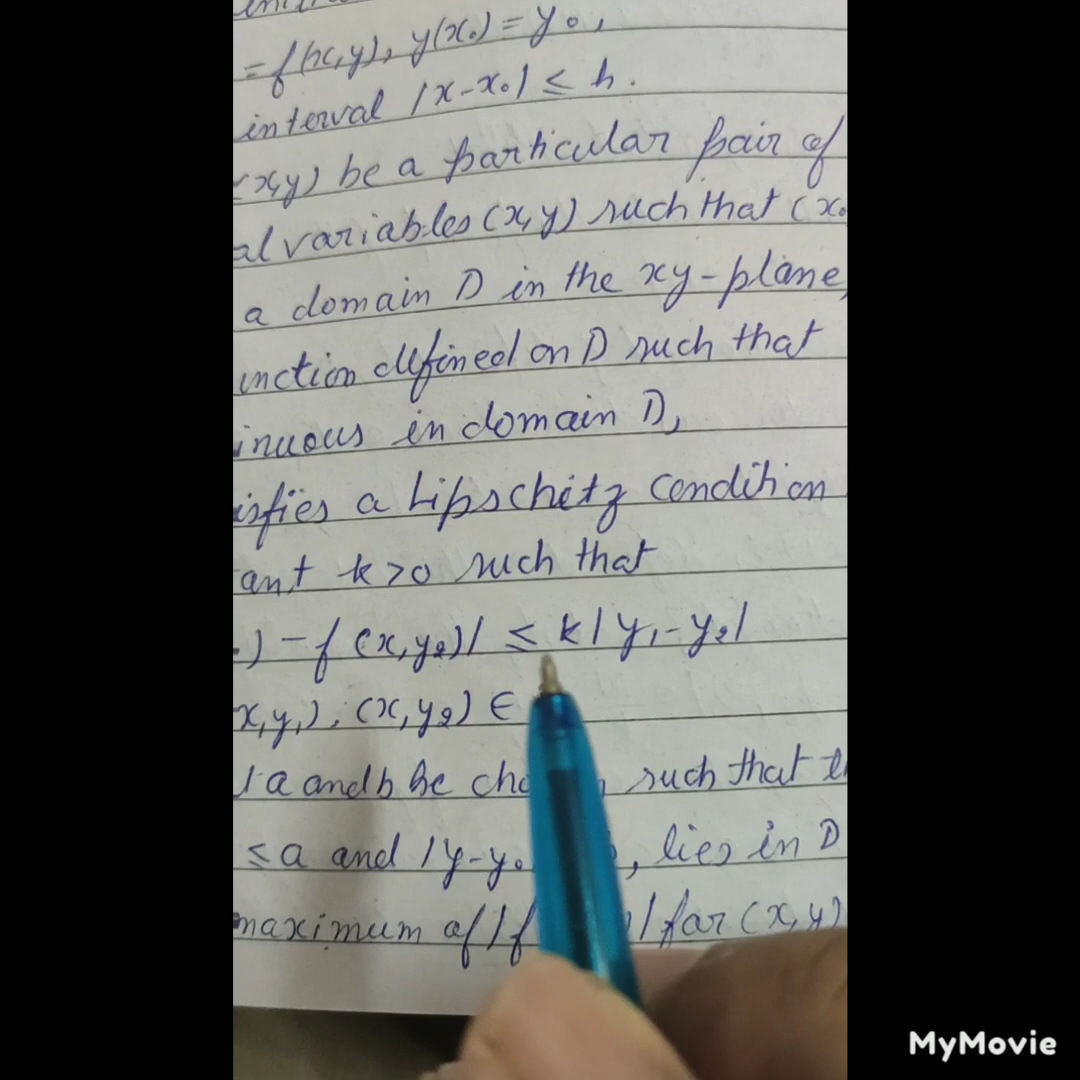 =f(x,y), y(x₀) = y₀,
interval |x-x₀| ≤ h.
(x,y) be a particular pair of
al variables (x,y) such that (x₀
a domain D in the xy-plane,
unction defined on D such that
inuous in domain D,
isfies a Lipschitz condition
ant k>0 such that
.) - f(x,y₂)| ≤ k|y₁-y₂|
x,y₁), (x,y₂) ∈
a and b be such that
≤a and |y-y₀ , lies in D
maximum of |f | for (x,y)
MyMovie